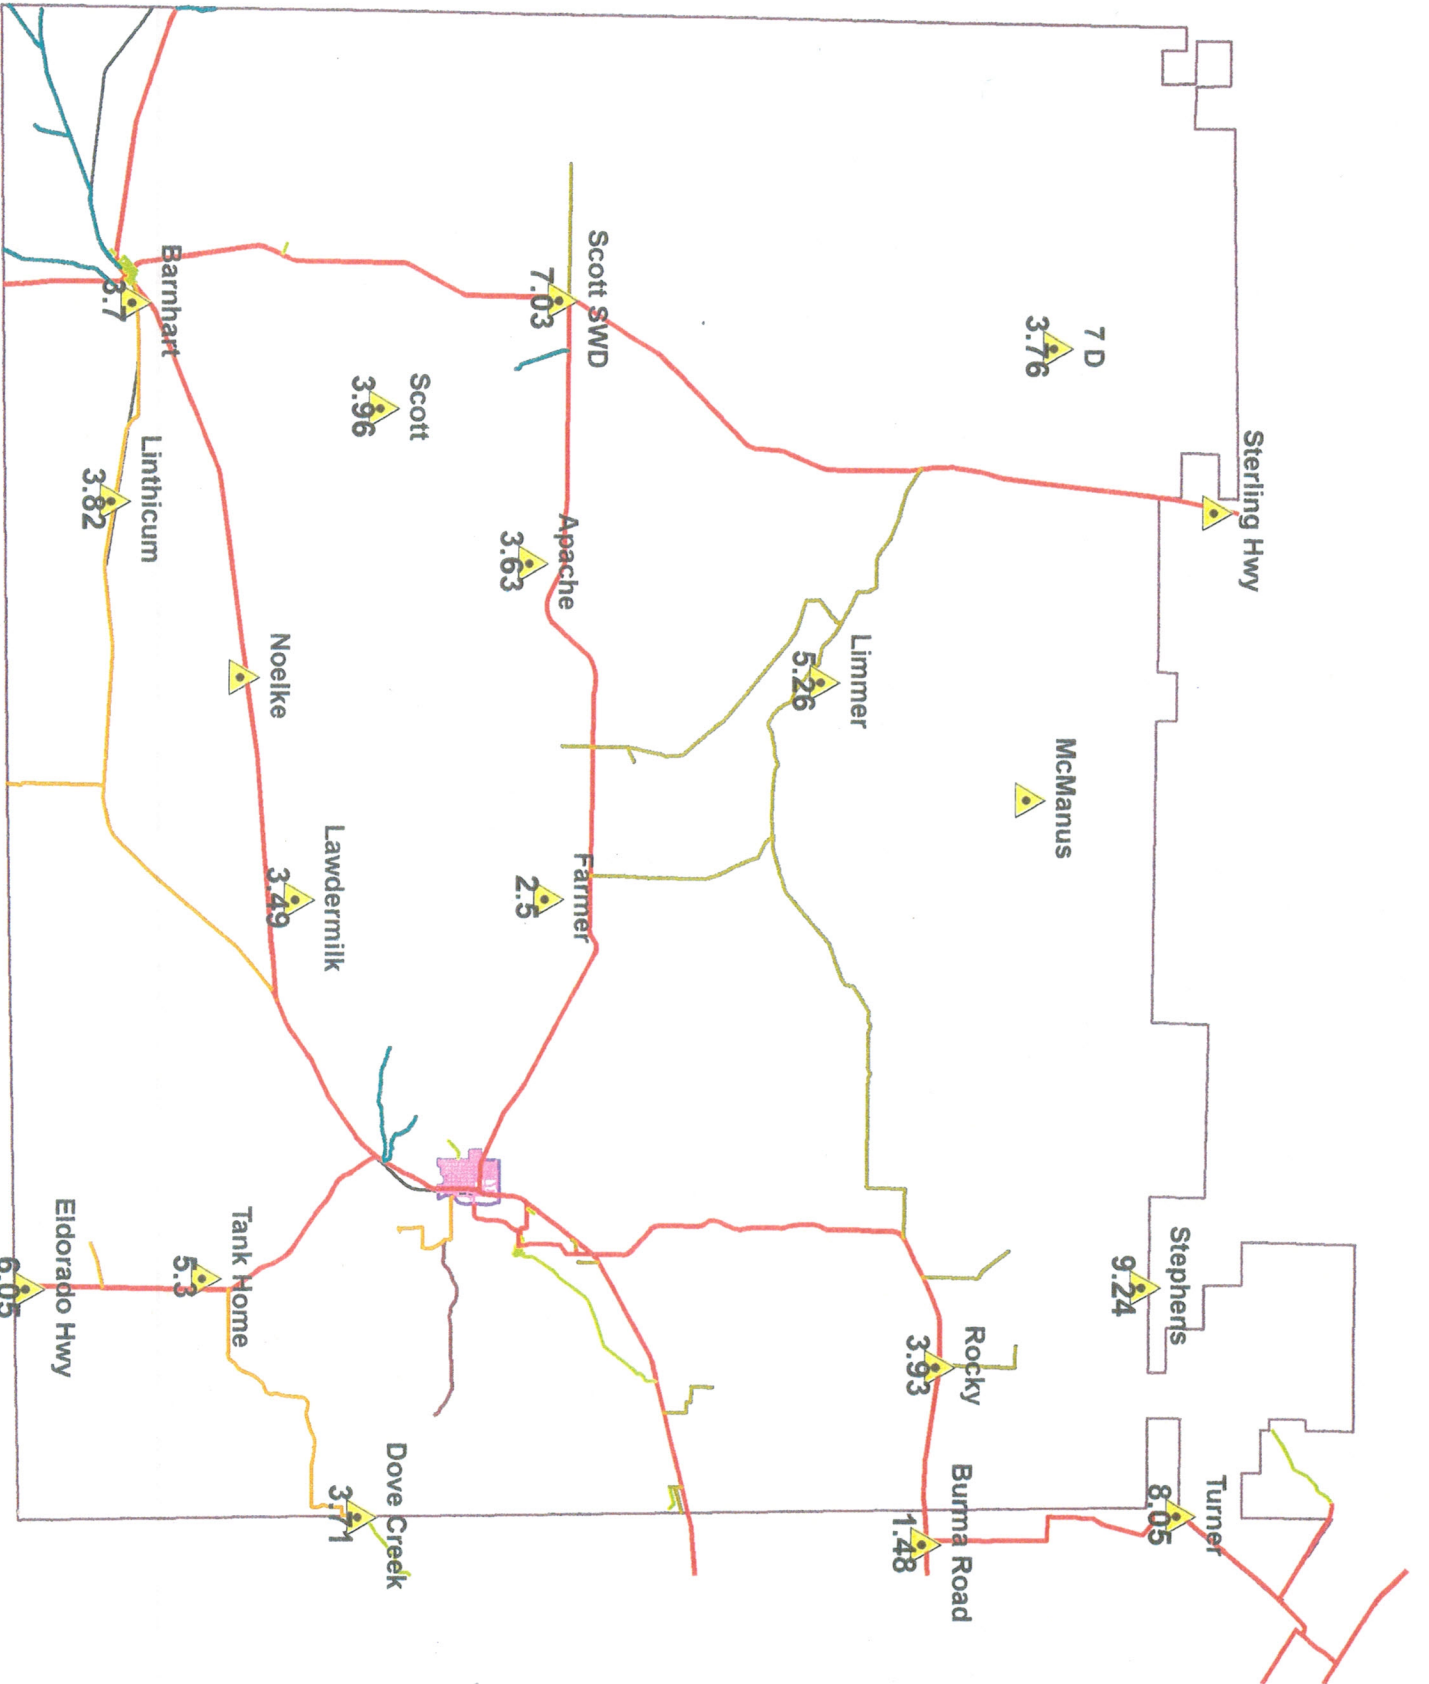 Sterling Hwy
7 D
3.76
McManus
Stephens
9.24
Turner
8.05
Limmer
5.26
Rocky
3.93
Burma Road
1.48
Scott SWD
7.03
Apache
3.63
Farmer
2.5
Scott
3.96
Dove Creek
3.71
Lawdermilk
3.49
Noelke
Tank Home
5.3
Barnhart
3.7
Linthicum
3.82
Eldorado Hwy
6.05